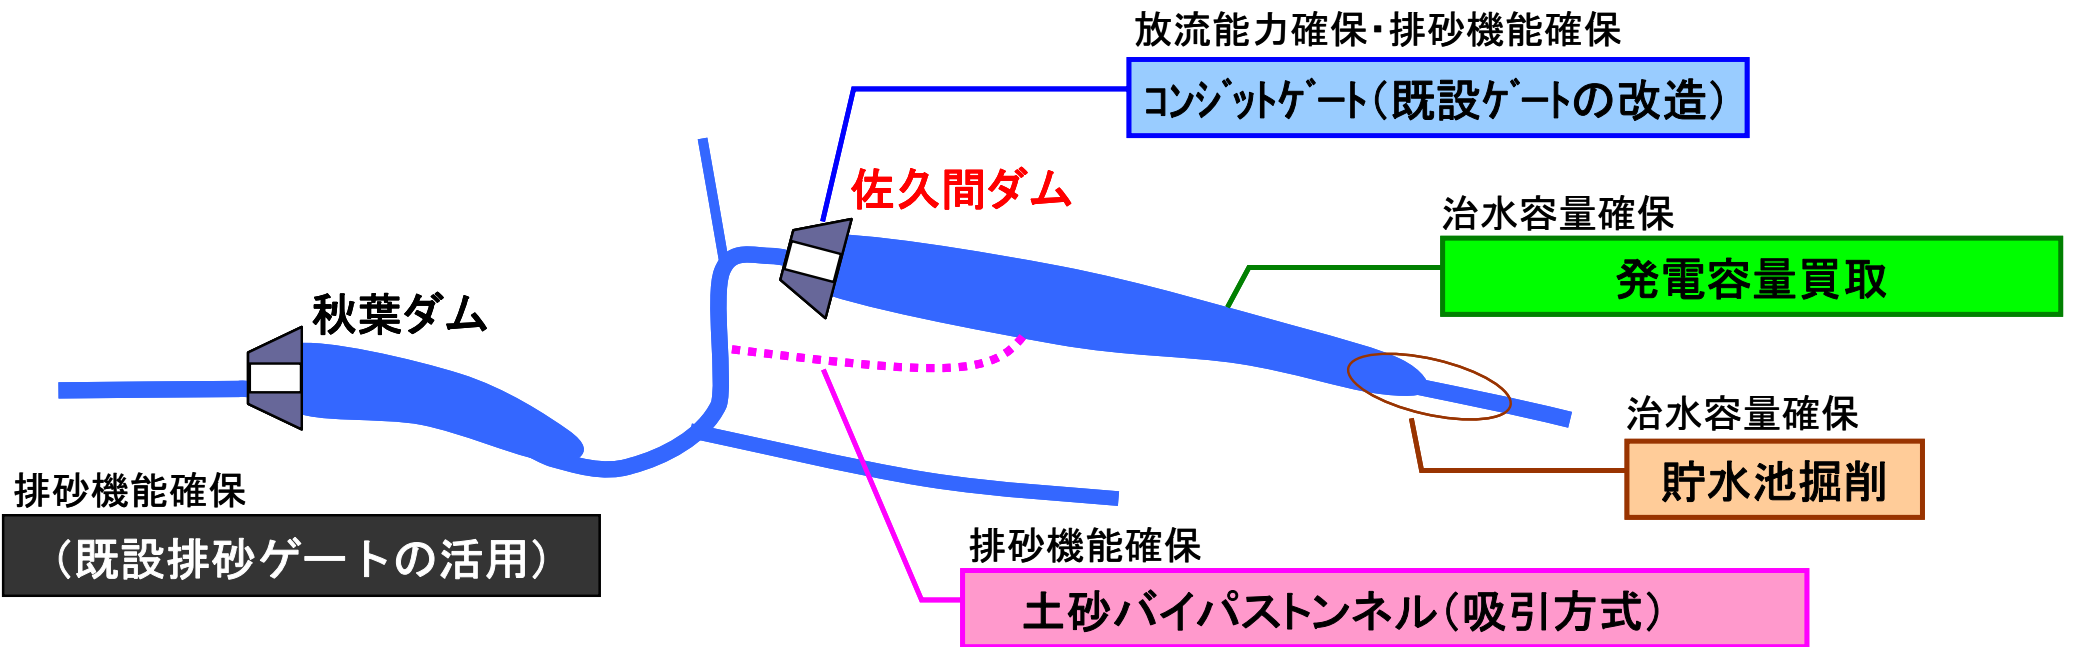 放流能力確保・排砂機能確保
ｺﾝｼﾞｯﾄｹﾞｰﾄ（既設ｹﾞｰﾄの改造）
佐久間ダム
治水容量確保
発電容量買取
秋葉ダム
治水容量確保
貯水池掘削
排砂機能確保
（既設排砂ゲートの活用）
排砂機能確保
土砂バイパストンネル（吸引方式）